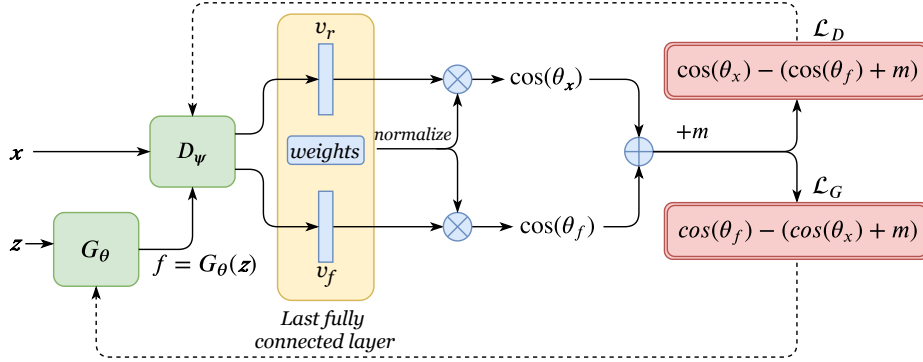 v_r
ℒ_D
cos(θ_x) − (cos(θ_f) + m)
cos(θ_𝒙)
normalize
+m
𝒙
D_ψ
weights
ℒ_G
cos(θ_f) − (cos(θ_x) + m)
cos(θ_f)
𝒛
G_θ
f = G_θ(𝒛)
v_f
Last fully
connected layer